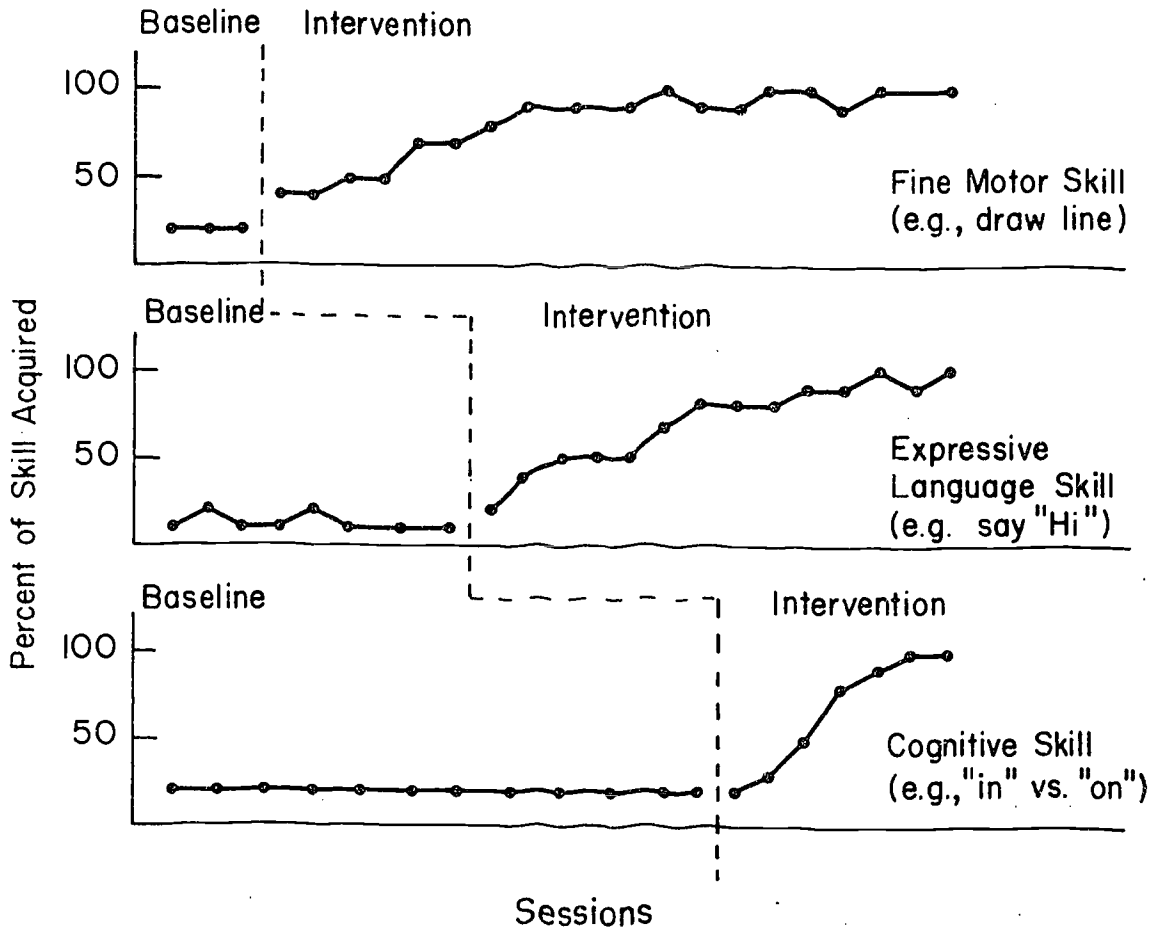 Baseline Intervention
100
50
Fine Motor Skill
(e.g., draw line)
Baseline Intervention
100
50
Expressive
Language Skill
(e.g. say "Hi")
Baseline Intervention
100
50
Cognitive Skill
(e.g., "in" vs. "on")
Percent of Skill Acquired
Sessions